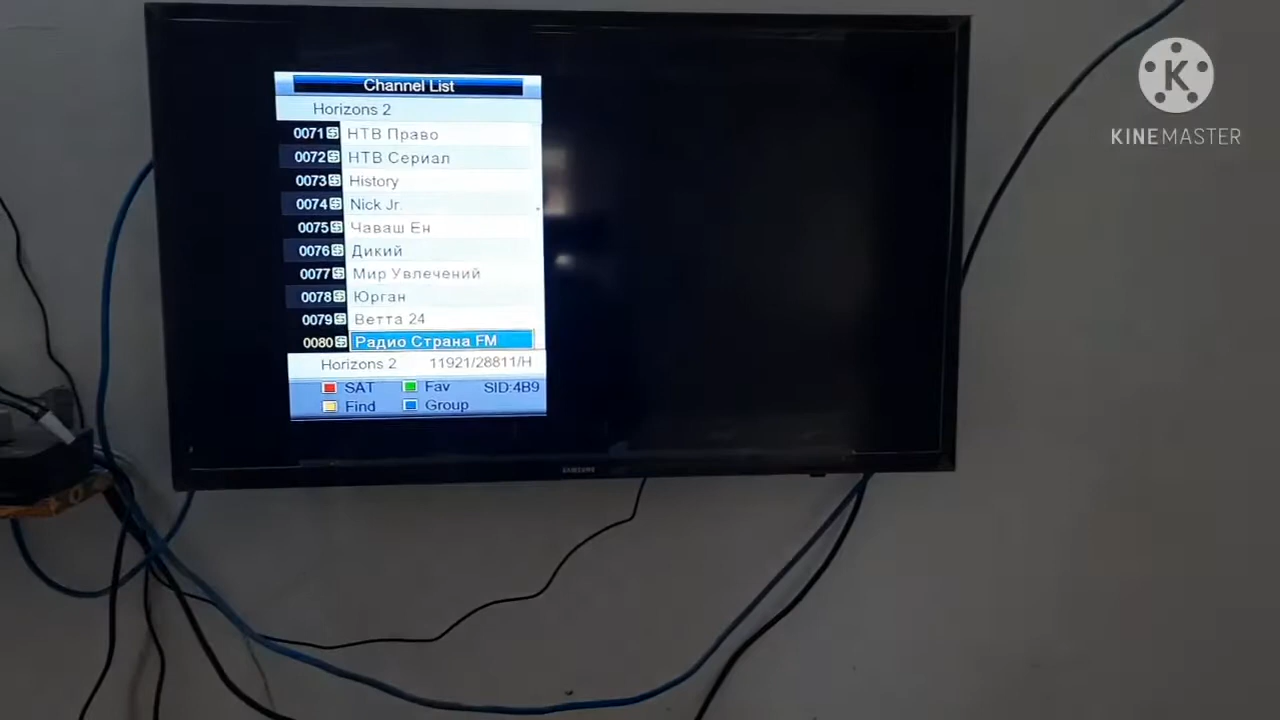 Channel List
Horizons 2
0071 НТВ Право
0072 НТВ Сериал
0073 History
0074 Nick Jr.
0075 Чаваш Ен
0076 Дикий
0077 Мир Увлечений
0078 Юрган
0079 Ветта 24
0080 Радио Страна FM
Horizons 2 11921/28811/H
SAT Fav SID:4B9
Find Group
SAMSUNG
K
KINEMASTER